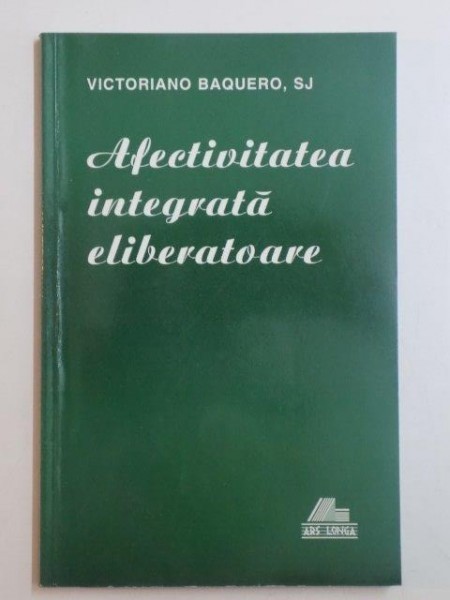 VICTORIANO BAQUERO, SJ
Afectivitatea
integrată
eliberatoare
ARS LONGA